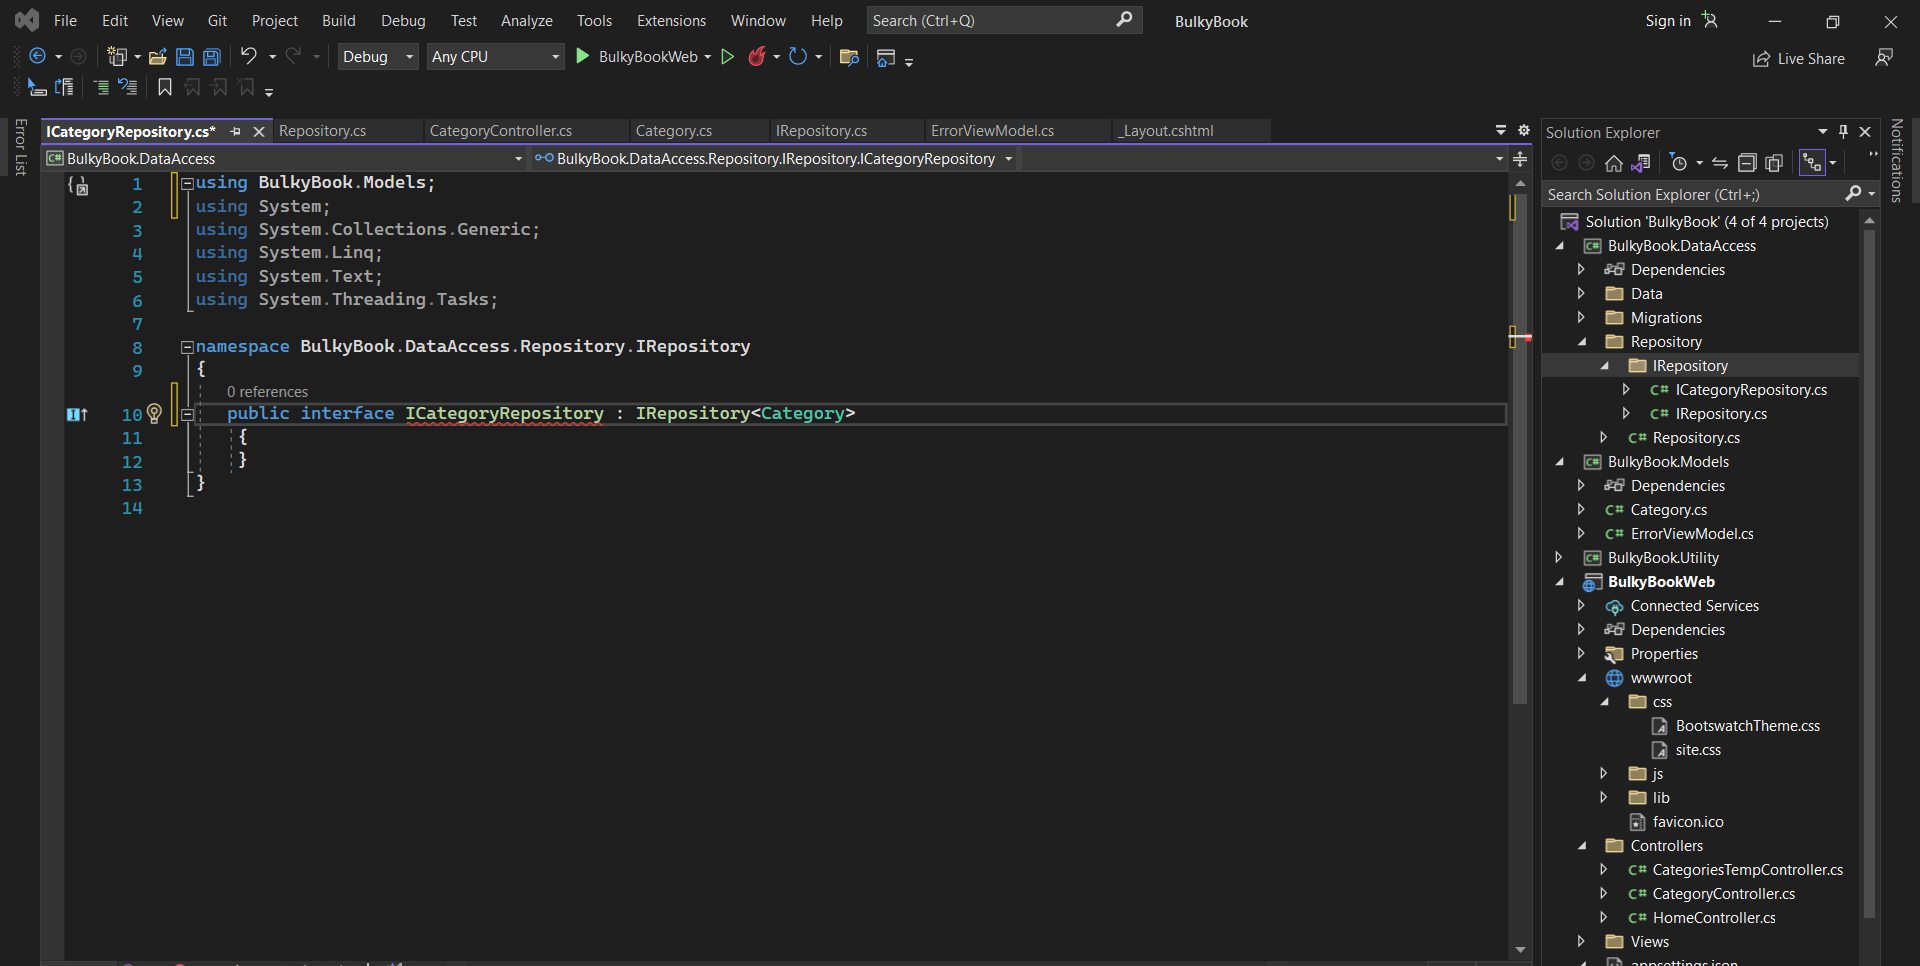 File Edit View Git Project Build Debug Test Analyze Tools Extensions Window Help Search (Ctrl+Q) BulkyBook Sign in
Debug Any CPU BulkyBookWeb Live Share
Error List
ICategoryRepository.cs* Repository.cs CategoryController.cs Category.cs IRepository.cs ErrorViewModel.cs _Layout.cshtml
BulkyBook.DataAccess BulkyBook.DataAccess.Repository.IRepository.ICategoryRepository
1 using BulkyBook.Models;
2 using System;
3 using System.Collections.Generic;
4 using System.Linq;
5 using System.Text;
6 using System.Threading.Tasks;
7
8 namespace BulkyBook.DataAccess.Repository.IRepository
9 {
0 references
10 public interface ICategoryRepository : IRepository<Category>
11 {
12 }
13 }
14
Solution Explorer
Search Solution Explorer (Ctrl+;)
Solution 'BulkyBook' (4 of 4 projects)
BulkyBook.DataAccess
Dependencies
Data
Migrations
Repository
IRepository
ICategoryRepository.cs
IRepository.cs
Repository.cs
BulkyBook.Models
Dependencies
Category.cs
ErrorViewModel.cs
BulkyBook.Utility
BulkyBookWeb
Connected Services
Dependencies
Properties
wwwroot
css
BootswatchTheme.css
site.css
js
lib
favicon.ico
Controllers
CategoriesTempController.cs
CategoryController.cs
HomeController.cs
Views
appsettings.json
Notifications